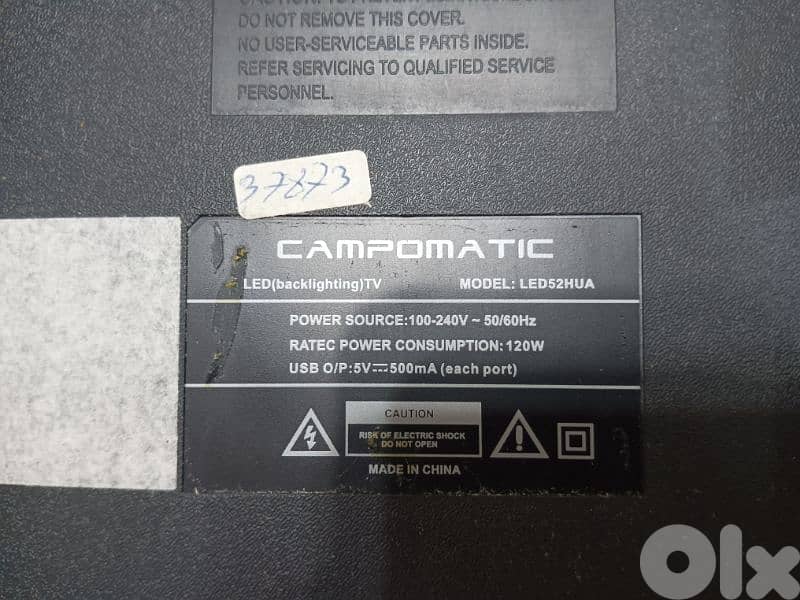 CAUTION: TO
DO NOT REMOVE THIS COVER.
NO USER-SERVICEABLE PARTS INSIDE.
REFER SERVICING TO QUALIFIED SERVICE
PERSONNEL.
37873
CAMPOMATIC
LED(backlighting)TV MODEL: LED52HUA
POWER SOURCE:100-240V ~ 50/60Hz
RATEC POWER CONSUMPTION: 120W
USB O/P:5V⎓500mA (each port)
CAUTION
RISK OF ELECTRIC SHOCK
DO NOT OPEN
MADE IN CHINA
Olx